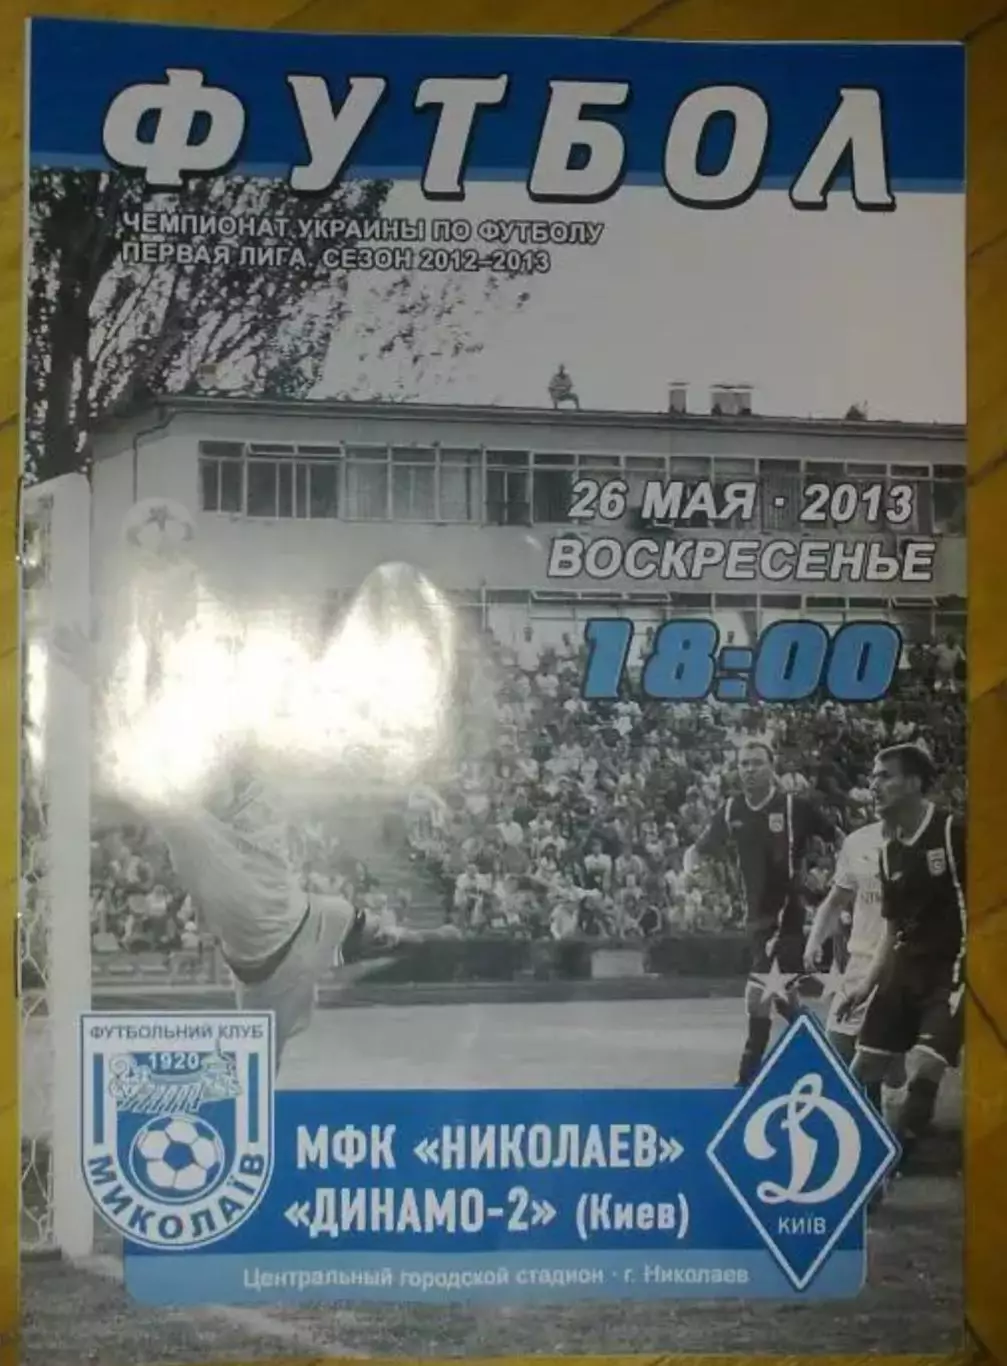 ФУТБОЛ
ЧЕМПИОНАТ УКРАИНЫ ПО ФУТБОЛУ
ПЕРВАЯ ЛИГА. СЕЗОН 2012-2013
26 МАЯ · 2013
ВОСКРЕСЕНЬЕ
18:00
ФУТБОЛЬНИЙ КЛУБ
1920
МИКОЛАЇВ
МФК «НИКОЛАЕВ»
«ДИНАМО-2» (Киев)
Д
КИЇВ
Центральный городской стадион · г. Николаев